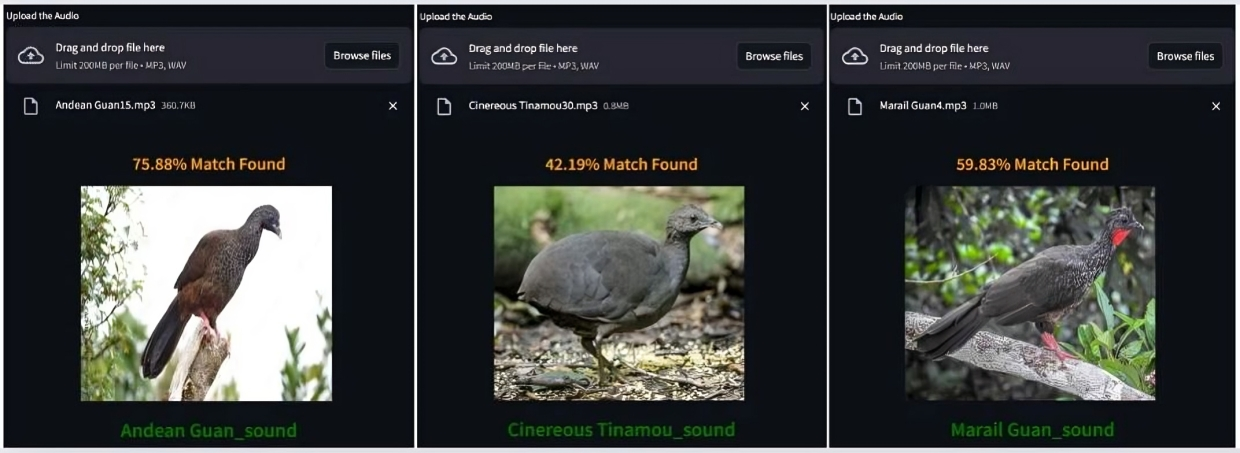 Upload the Audio
Drag and drop file here
Limit 200MB per file • MP3, WAV
Browse files
Andean Guan15.mp3 360.7KB
75.88% Match Found
Andean Guan_sound
Upload the Audio
Drag and drop file here
Limit 200MB per file • MP3, WAV
Browse files
Cinereous Tinamou30.mp3 0.8MB
42.19% Match Found
Cinereous Tinamou_sound
Upload the Audio
Drag and drop file here
Limit 200MB per file • MP3, WAV
Browse files
Marail Guan4.mp3 1.0MB
59.83% Match Found
Marail Guan_sound